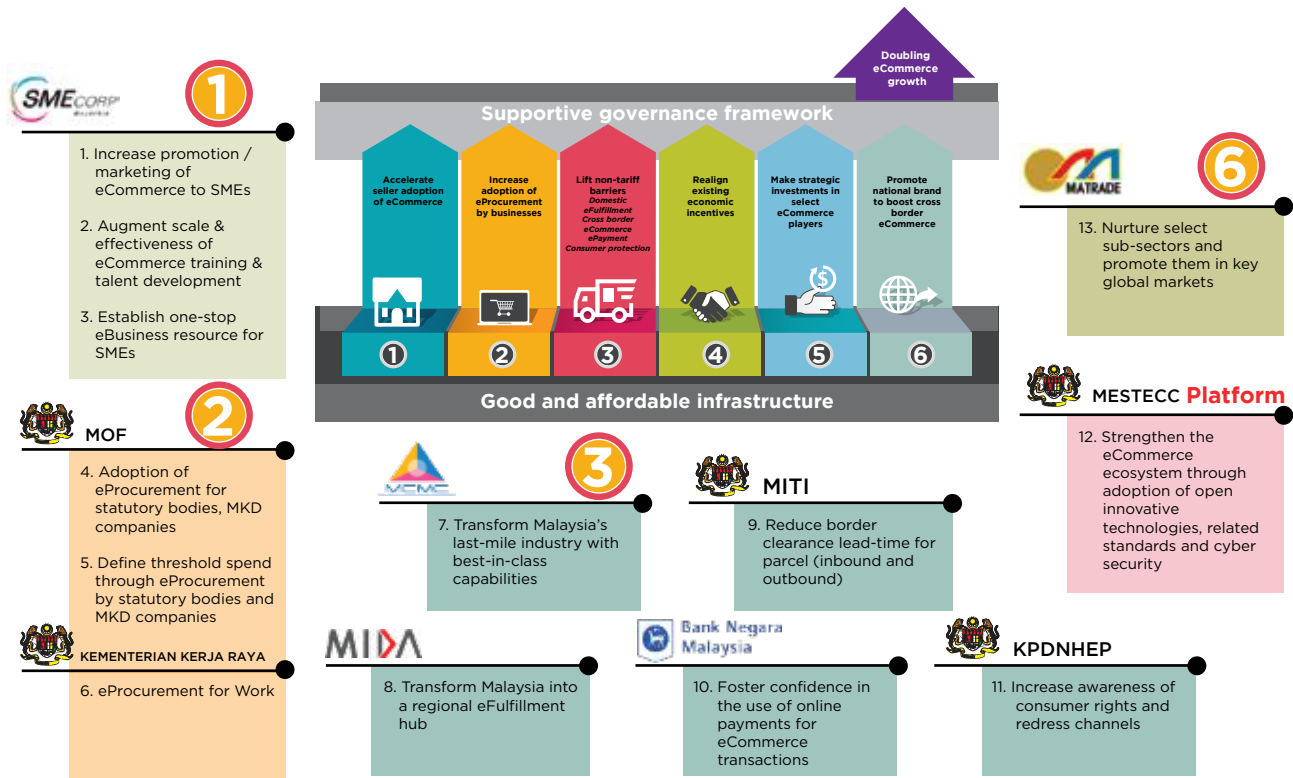 Doubling
eCommerce
growth
Supportive governance framework
Accelerate
seller adoption
of eCommerce
Increase
adoption of
eProcurement
by businesses
Lift non-tariff
barriers
Domestic
eFulfillment
Cross border
eCommerce
ePayment
Consumer protection
Realign
existing
economic
incentives
Make strategic
investments in
select
eCommerce
players
Promote
national brand
to boost cross
border
eCommerce
1
2
3
4
5
6
Good and affordable infrastructure
SMECORP
1
1. Increase promotion /
marketing of
eCommerce to SMEs
2. Augment scale &
effectiveness of
eCommerce training &
talent development
3. Establish one-stop
eBusiness resource for
SMEs
MOF
2
4. Adoption of
eProcurement for
statutory bodies, MKD
companies
5. Define threshold spend
through eProcurement
by statutory bodies and
MKD companies
KEMENTERIAN KERJA RAYA
6. eProcurement for Work
MCMC
3
7. Transform Malaysia's
last-mile industry with
best-in-class
capabilities
MIDA
8. Transform Malaysia into
a regional eFulfillment
hub
MITI
9. Reduce border
clearance lead-time for
parcel (inbound and
outbound)
Bank Negara
Malaysia
10. Foster confidence in
the use of online
payments for
eCommerce
transactions
KPDNHEP
11. Increase awareness of
consumer rights and
redress channels
MESTECC Platform
12. Strengthen the
eCommerce
ecosystem through
adoption of open
innovative
technologies, related
standards and cyber
security
MATRADE
6
13. Nurture select
sub-sectors and
promote them in key
global markets